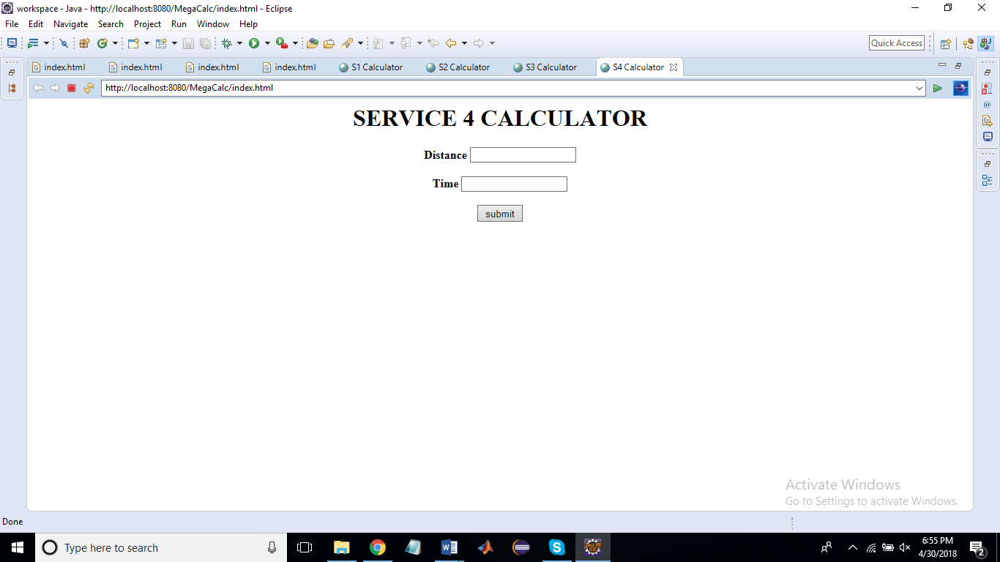 workspace - Java - http://localhost:8080/MegaCalc/index.html - Eclipse
File Edit Navigate Search Project Run Window Help
Quick Access
index.html index.html index.html index.html S1 Calculator S2 Calculator S3 Calculator S4 Calculator
http://localhost:8080/MegaCalc/index.html
SERVICE 4 CALCULATOR
Distance
Time
submit
Activate Windows
Go to Settings to activate Windows.
Done
Type here to search
6:55 PM
4/30/2018
2